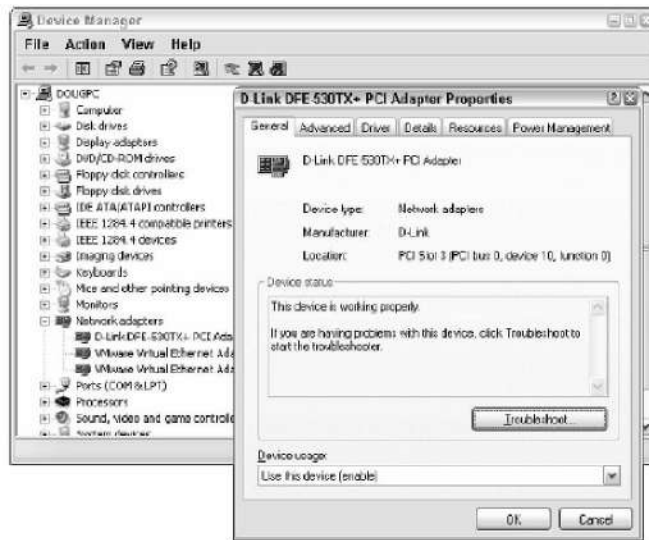 Device Manager
File Action View Help
DOUGPC
Computer
Disk drives
Display adapters
DVD/CD-ROM drives
Floppy disk controllers
Floppy disk drives
IDE ATA/ATAPI controllers
IEEE 1284.4 compatible printers
IEEE 1284.4 devices
Imaging devices
Keyboards
Mice and other pointing devices
Monitors
Network adapters
D-Link DFE-530TX+ PCI Ada
VMware Virtual Ethernet Ada
VMware Virtual Ethernet Ada
Ports (COM & LPT)
Processors
Sound, video and game controlle
System devices
D-Link DFE-530TX+ PCI Adapter Properties
General Advanced Driver Details Resources Power Management
D-Link DFE-530TX+ PCI Adapter
Device type: Network adapters
Manufacturer: D-Link
Location: PCI Slot 3 (PCI bus 0, device 10, function 0)
Device status
This device is working properly.
If you are having problems with this device, click Troubleshoot to
start the troubleshooter.
Troubleshoot...
Device usage:
Use this device (enable)
OK Cancel